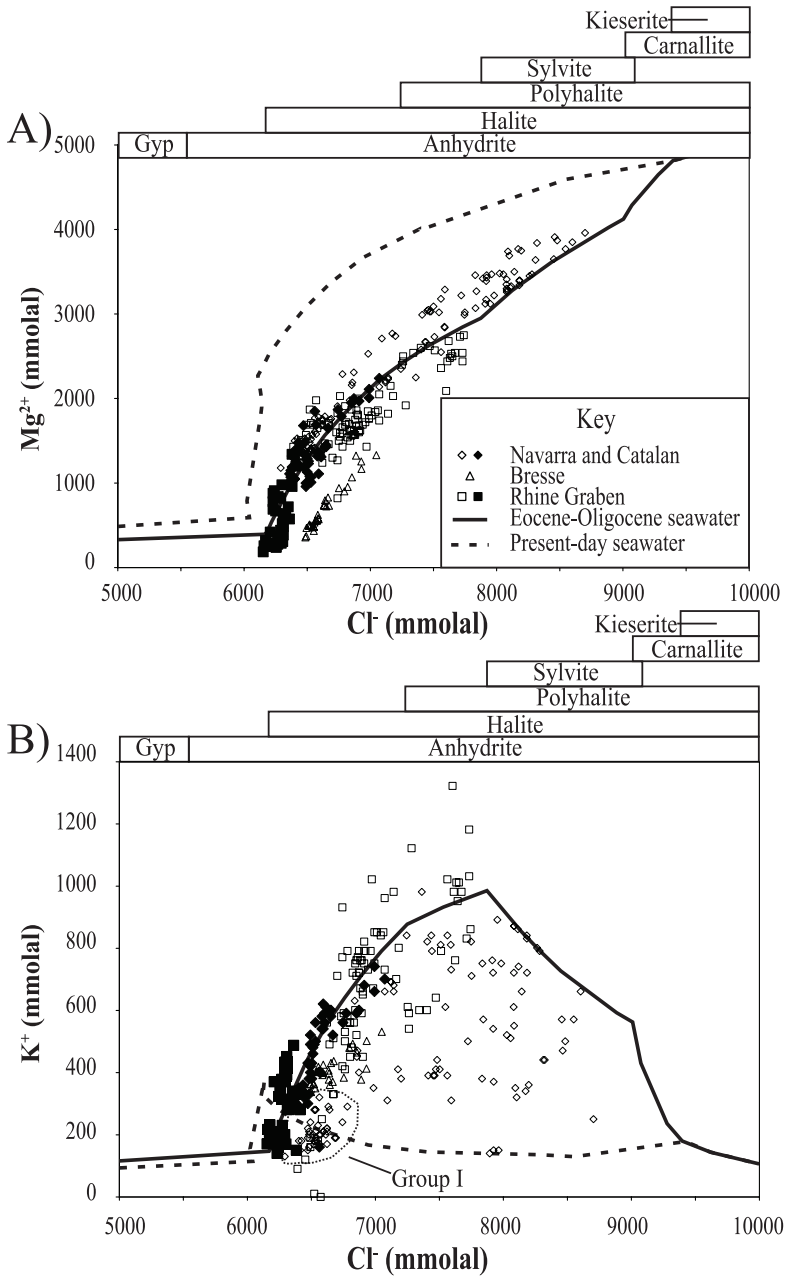 Kieserite
Carnallite
Sylvite
Polyhalite
Halite
A)
Gyp
Anhydrite
5000
4000
3000
2000
1000
0
Mg²⁺ (mmolal)
Key
Navarra and Catalan
Bresse
Rhine Graben
Eocene-Oligocene seawater
Present-day seawater
5000 6000 7000 8000 9000 10000
Cl⁻ (mmolal)
Kieserite
Carnallite
Sylvite
Polyhalite
Halite
B)
Gyp
Anhydrite
1400
1200
1000
800
600
400
200
0
K⁺ (mmolal)
Group I
5000 6000 7000 8000 9000 10000
Cl⁻ (mmolal)